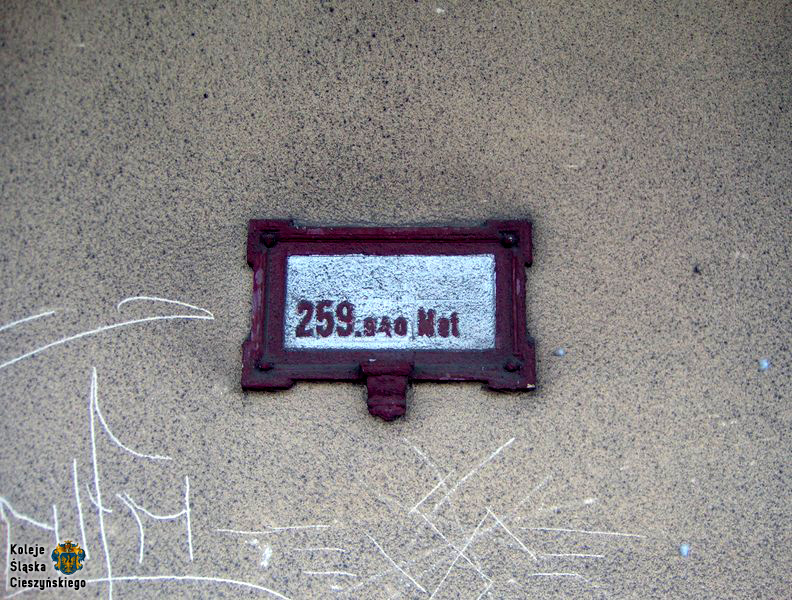 259.940 Met
Koleje
Śląska
Cieszyńskiego